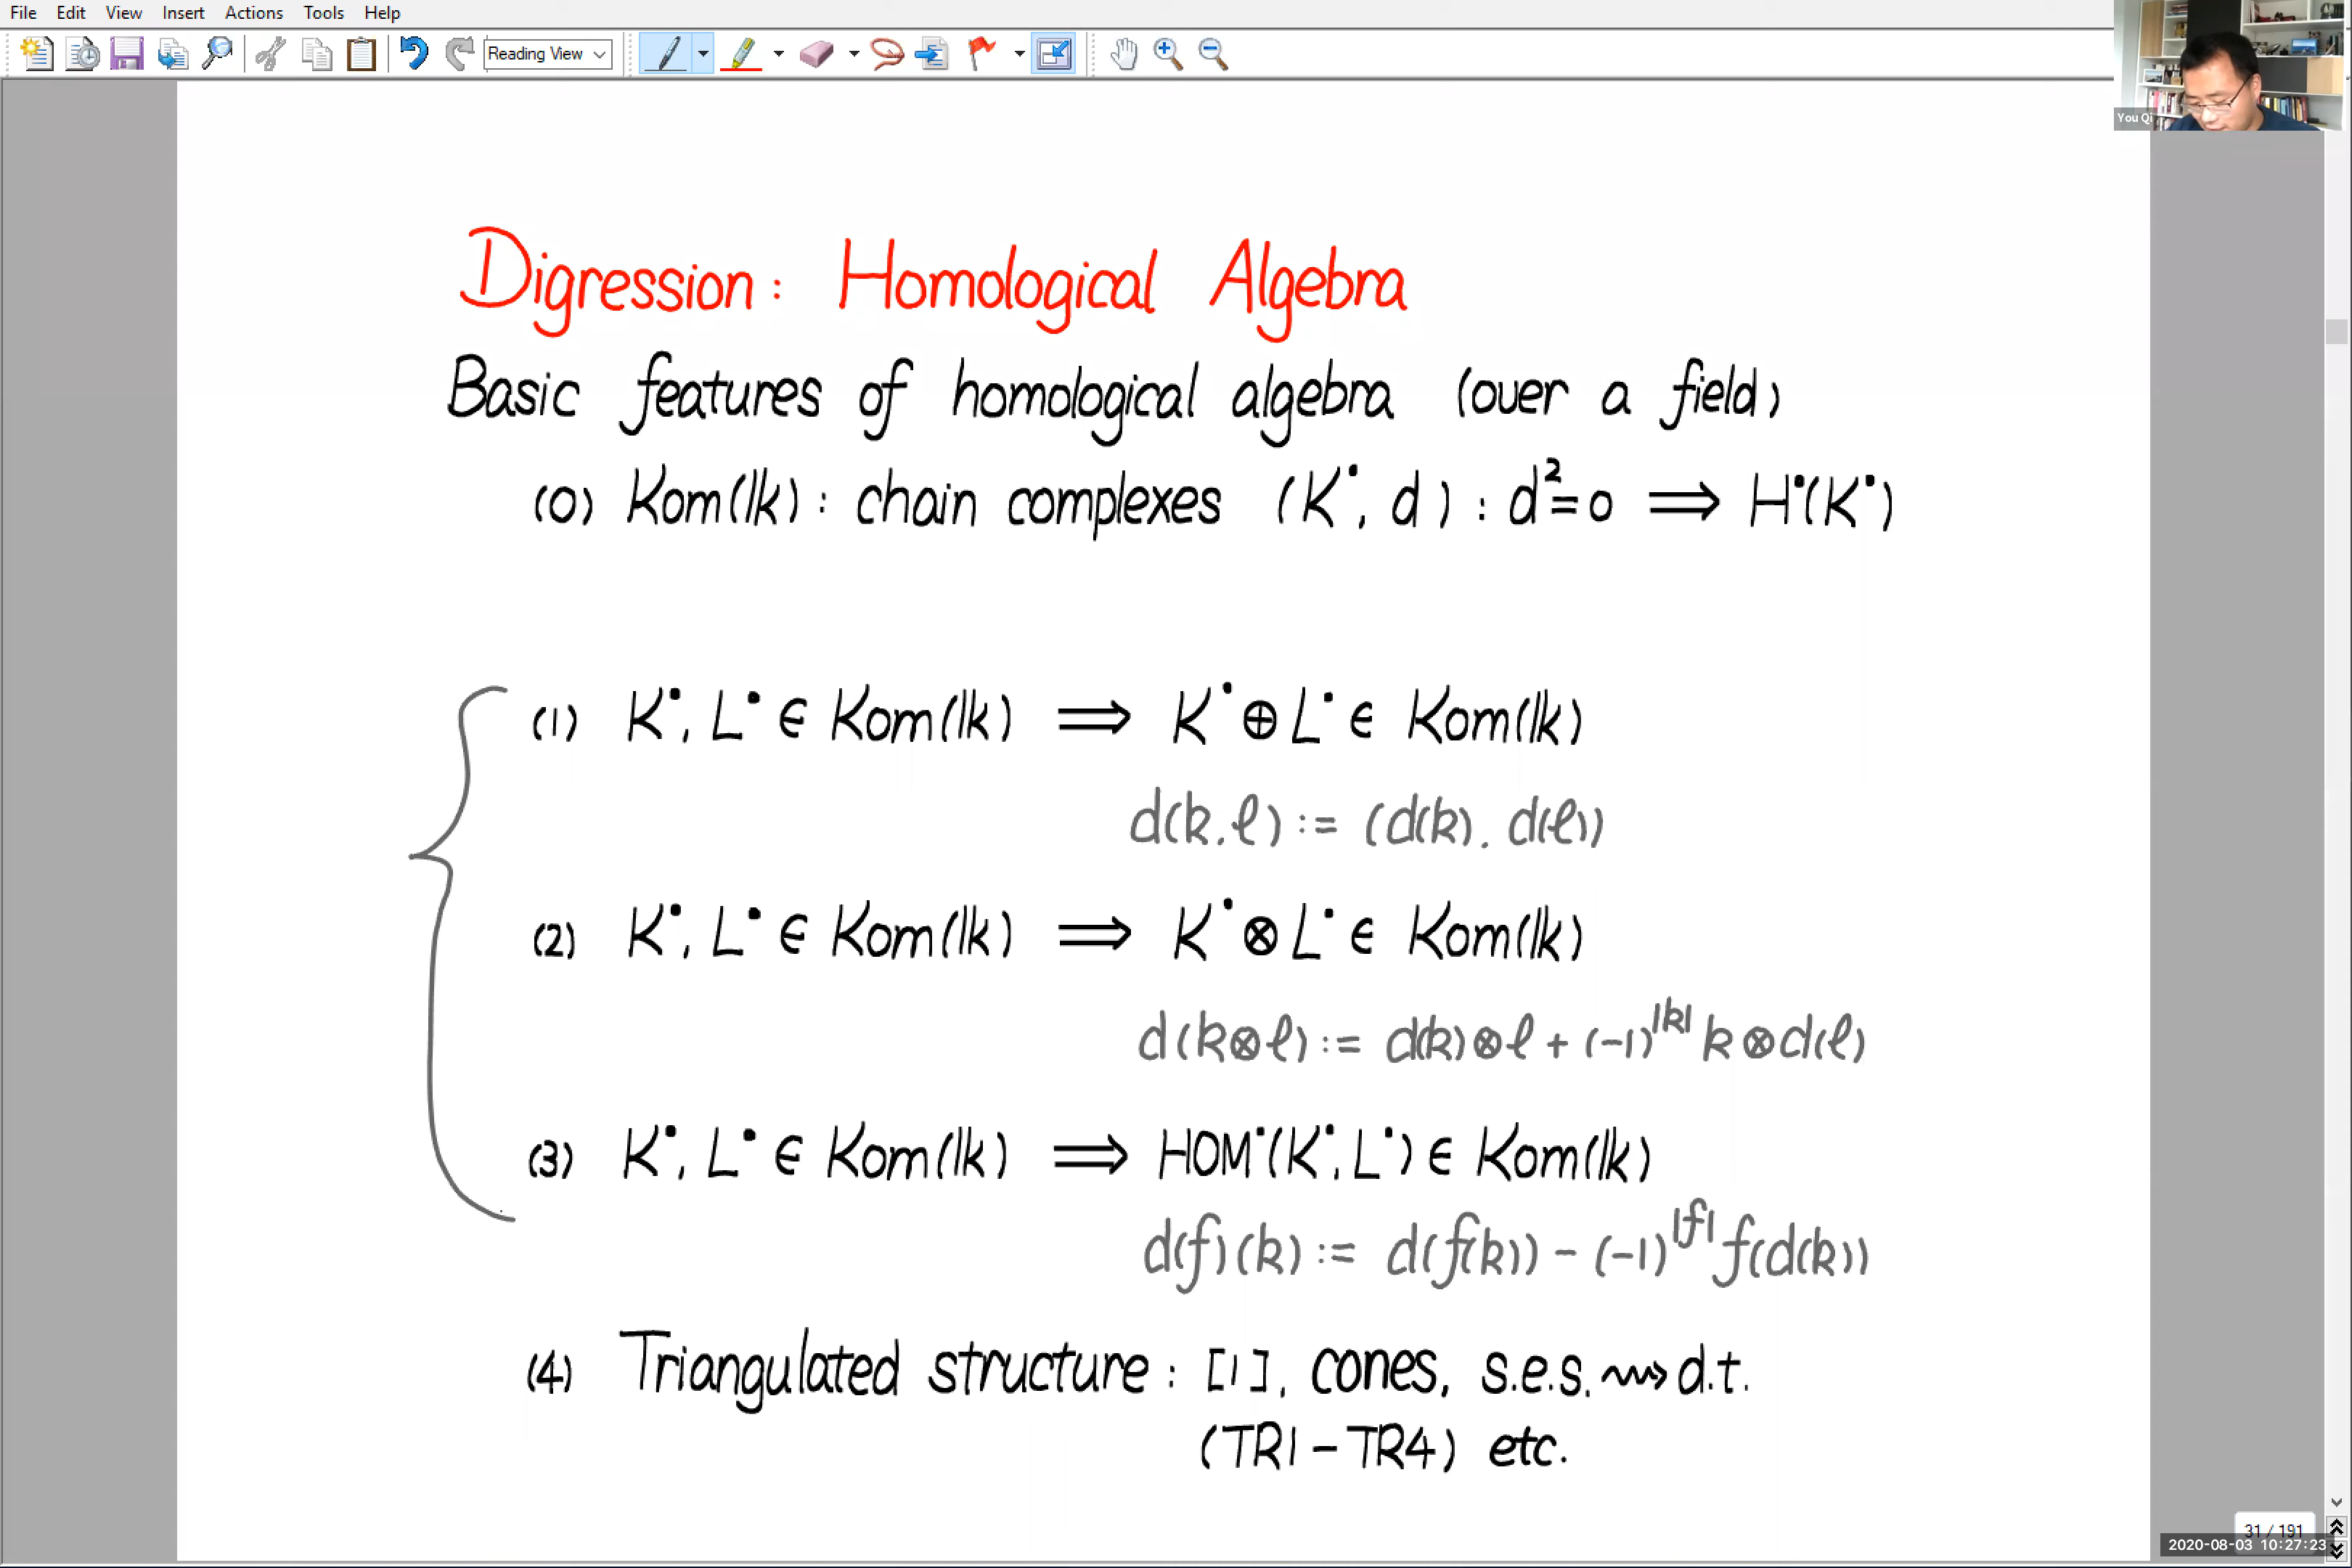 File Edit View Insert Actions Tools Help
Reading View
You Qi
Digression: Homological Algebra
Basic features of homological algebra (over a field)
(0) Kom(𝕜): chain complexes (K•, d): d²=0 ⟹ H•(K•)
(1) K•, L• ∈ Kom(𝕜) ⟹ K• ⊕ L• ∈ Kom(𝕜)
d(k, ℓ) := (d(k), d(ℓ))
(2) K•, L• ∈ Kom(𝕜) ⟹ K• ⊗ L• ∈ Kom(𝕜)
d(k⊗ℓ) := d(k)⊗ℓ + (-1)^|k| k⊗d(ℓ)
(3) K•, L• ∈ Kom(𝕜) ⟹ HOM•(K•, L•) ∈ Kom(𝕜)
d(f)(k) := d(f(k)) - (-1)^|f| f(d(k))
(4) Triangulated structure: [1], cones, s.e.s. ⇝ d.t.
(TR1 - TR4) etc.
31 / 191
2020-08-03 10:27:23